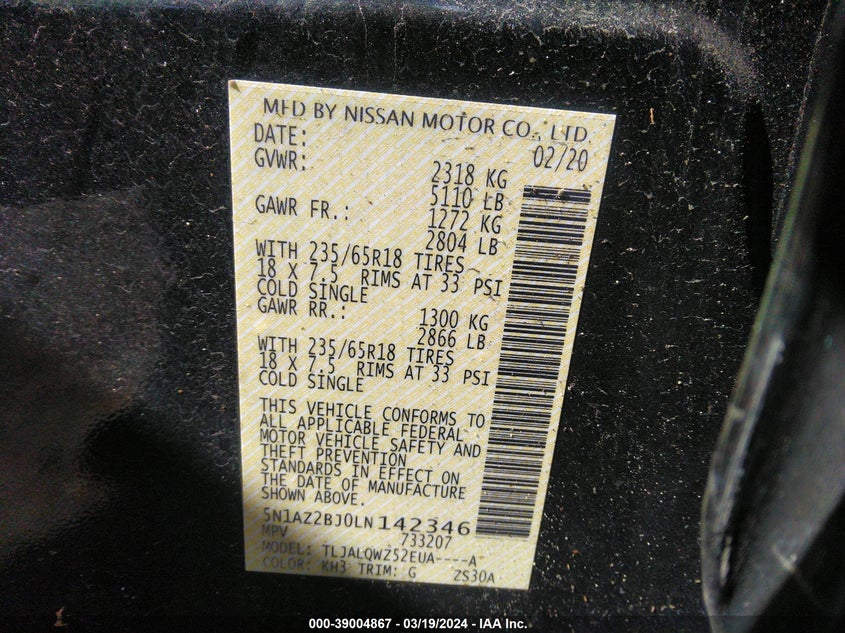 MFD BY NISSAN MOTOR CO., LTD.
DATE: 02/20
GVWR: 2318 KG
5110 LB
GAWR FR.: 1272 KG
2804 LB
WITH 235/65R18 TIRES
18 X 7.5 RIMS AT 33 PSI
COLD SINGLE
GAWR RR.: 1300 KG
2866 LB
WITH 235/65R18 TIRES
18 X 7.5 RIMS AT 33 PSI
COLD SINGLE
THIS VEHICLE CONFORMS TO
ALL APPLICABLE FEDERAL
MOTOR VEHICLE SAFETY AND
THEFT PREVENTION
STANDARDS IN EFFECT ON
THE DATE OF MANUFACTURE
SHOWN ABOVE.
5N1AZ2BJ0LN142346
MPV 733207
MODEL: TLJALQWZ52EUA----A
COLOR: KH3 TRIM: G ZS30A
000-39004867 - 03/19/2024 - IAA Inc.